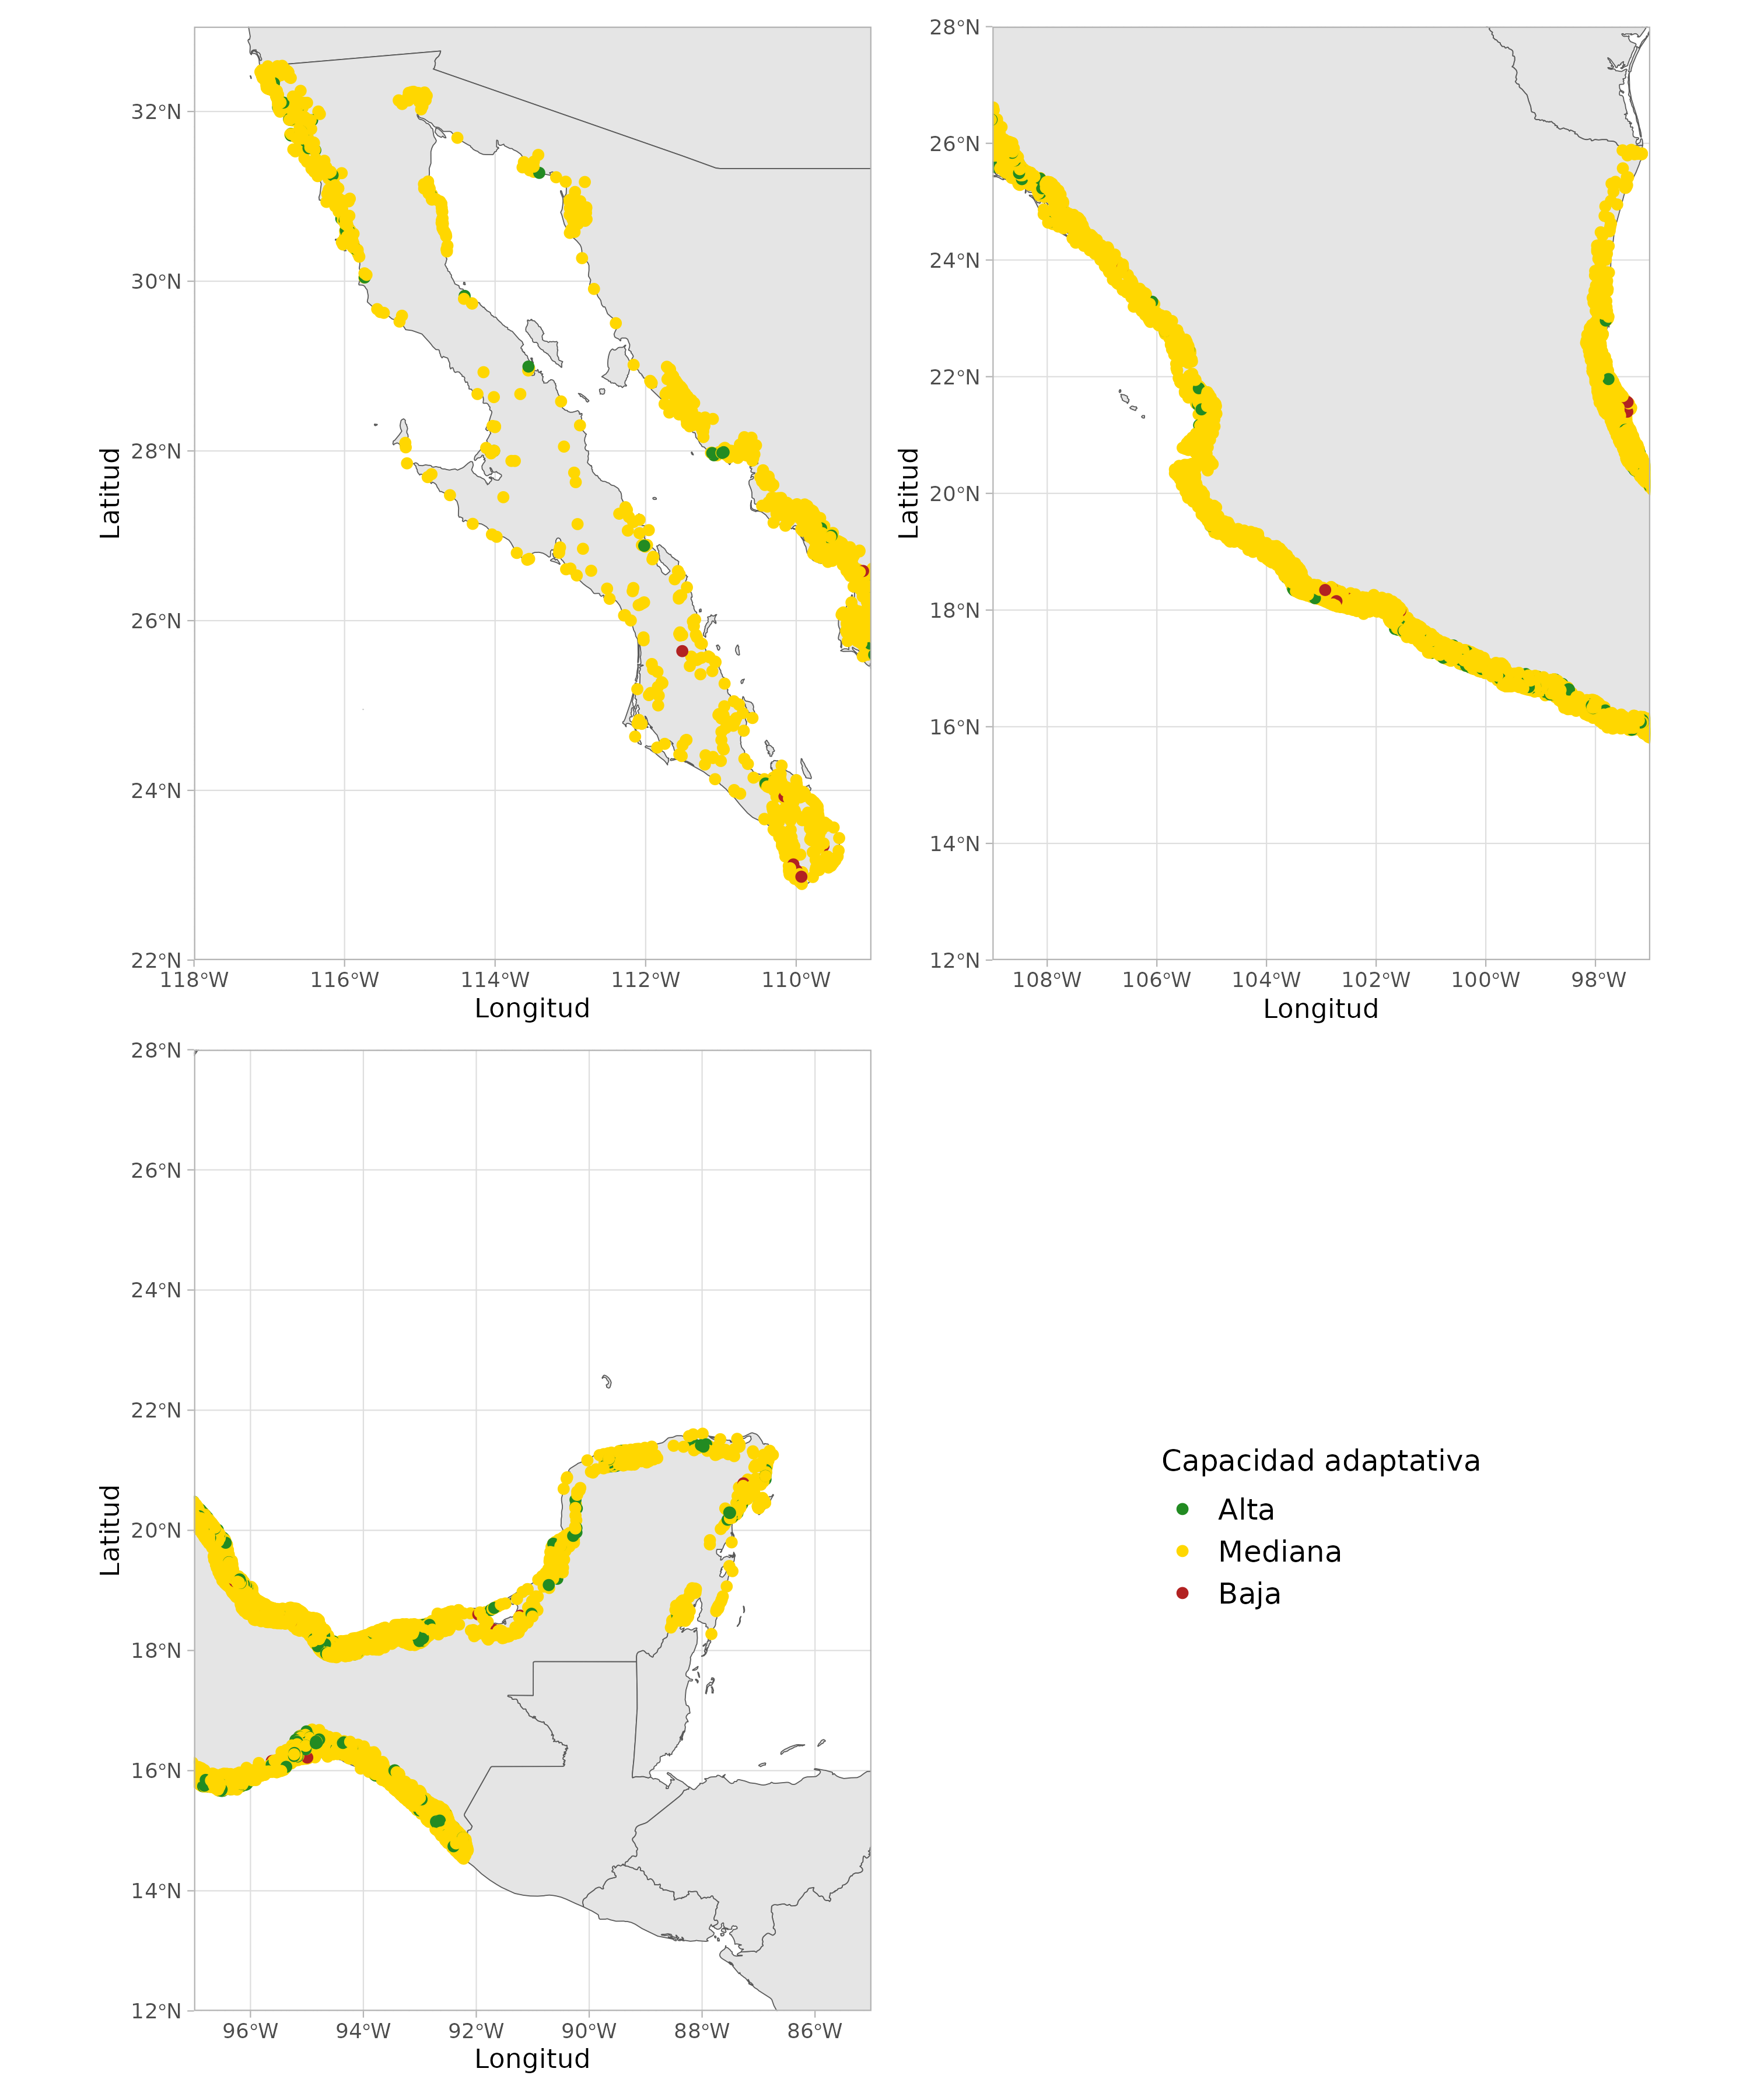 32°N
30°N
28°N
26°N
24°N
22°N
Latitud
118°W 116°W 114°W 112°W 110°W
Longitud
28°N
26°N
24°N
22°N
20°N
18°N
16°N
14°N
12°N
Latitud
108°W 106°W 104°W 102°W 100°W 98°W
Longitud
28°N
26°N
24°N
22°N
20°N
18°N
16°N
14°N
12°N
Latitud
96°W 94°W 92°W 90°W 88°W 86°W
Longitud
Capacidad adaptativa
Alta
Mediana
Baja